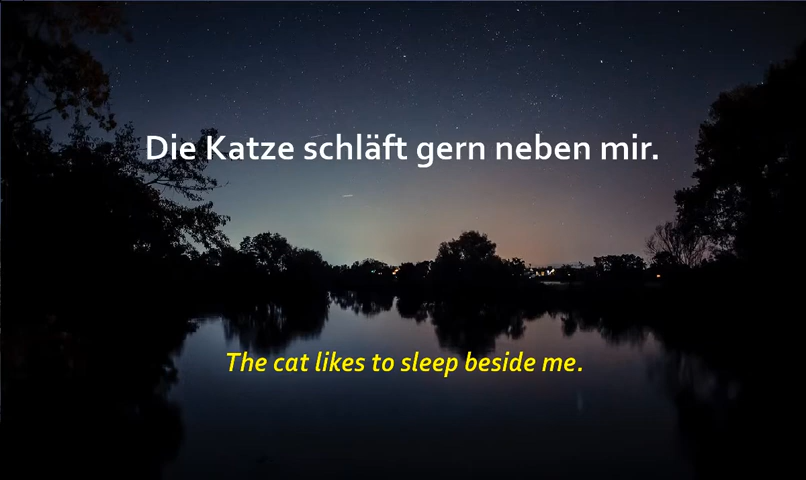 Die Katze schläft gern neben mir.
The cat likes to sleep beside me.